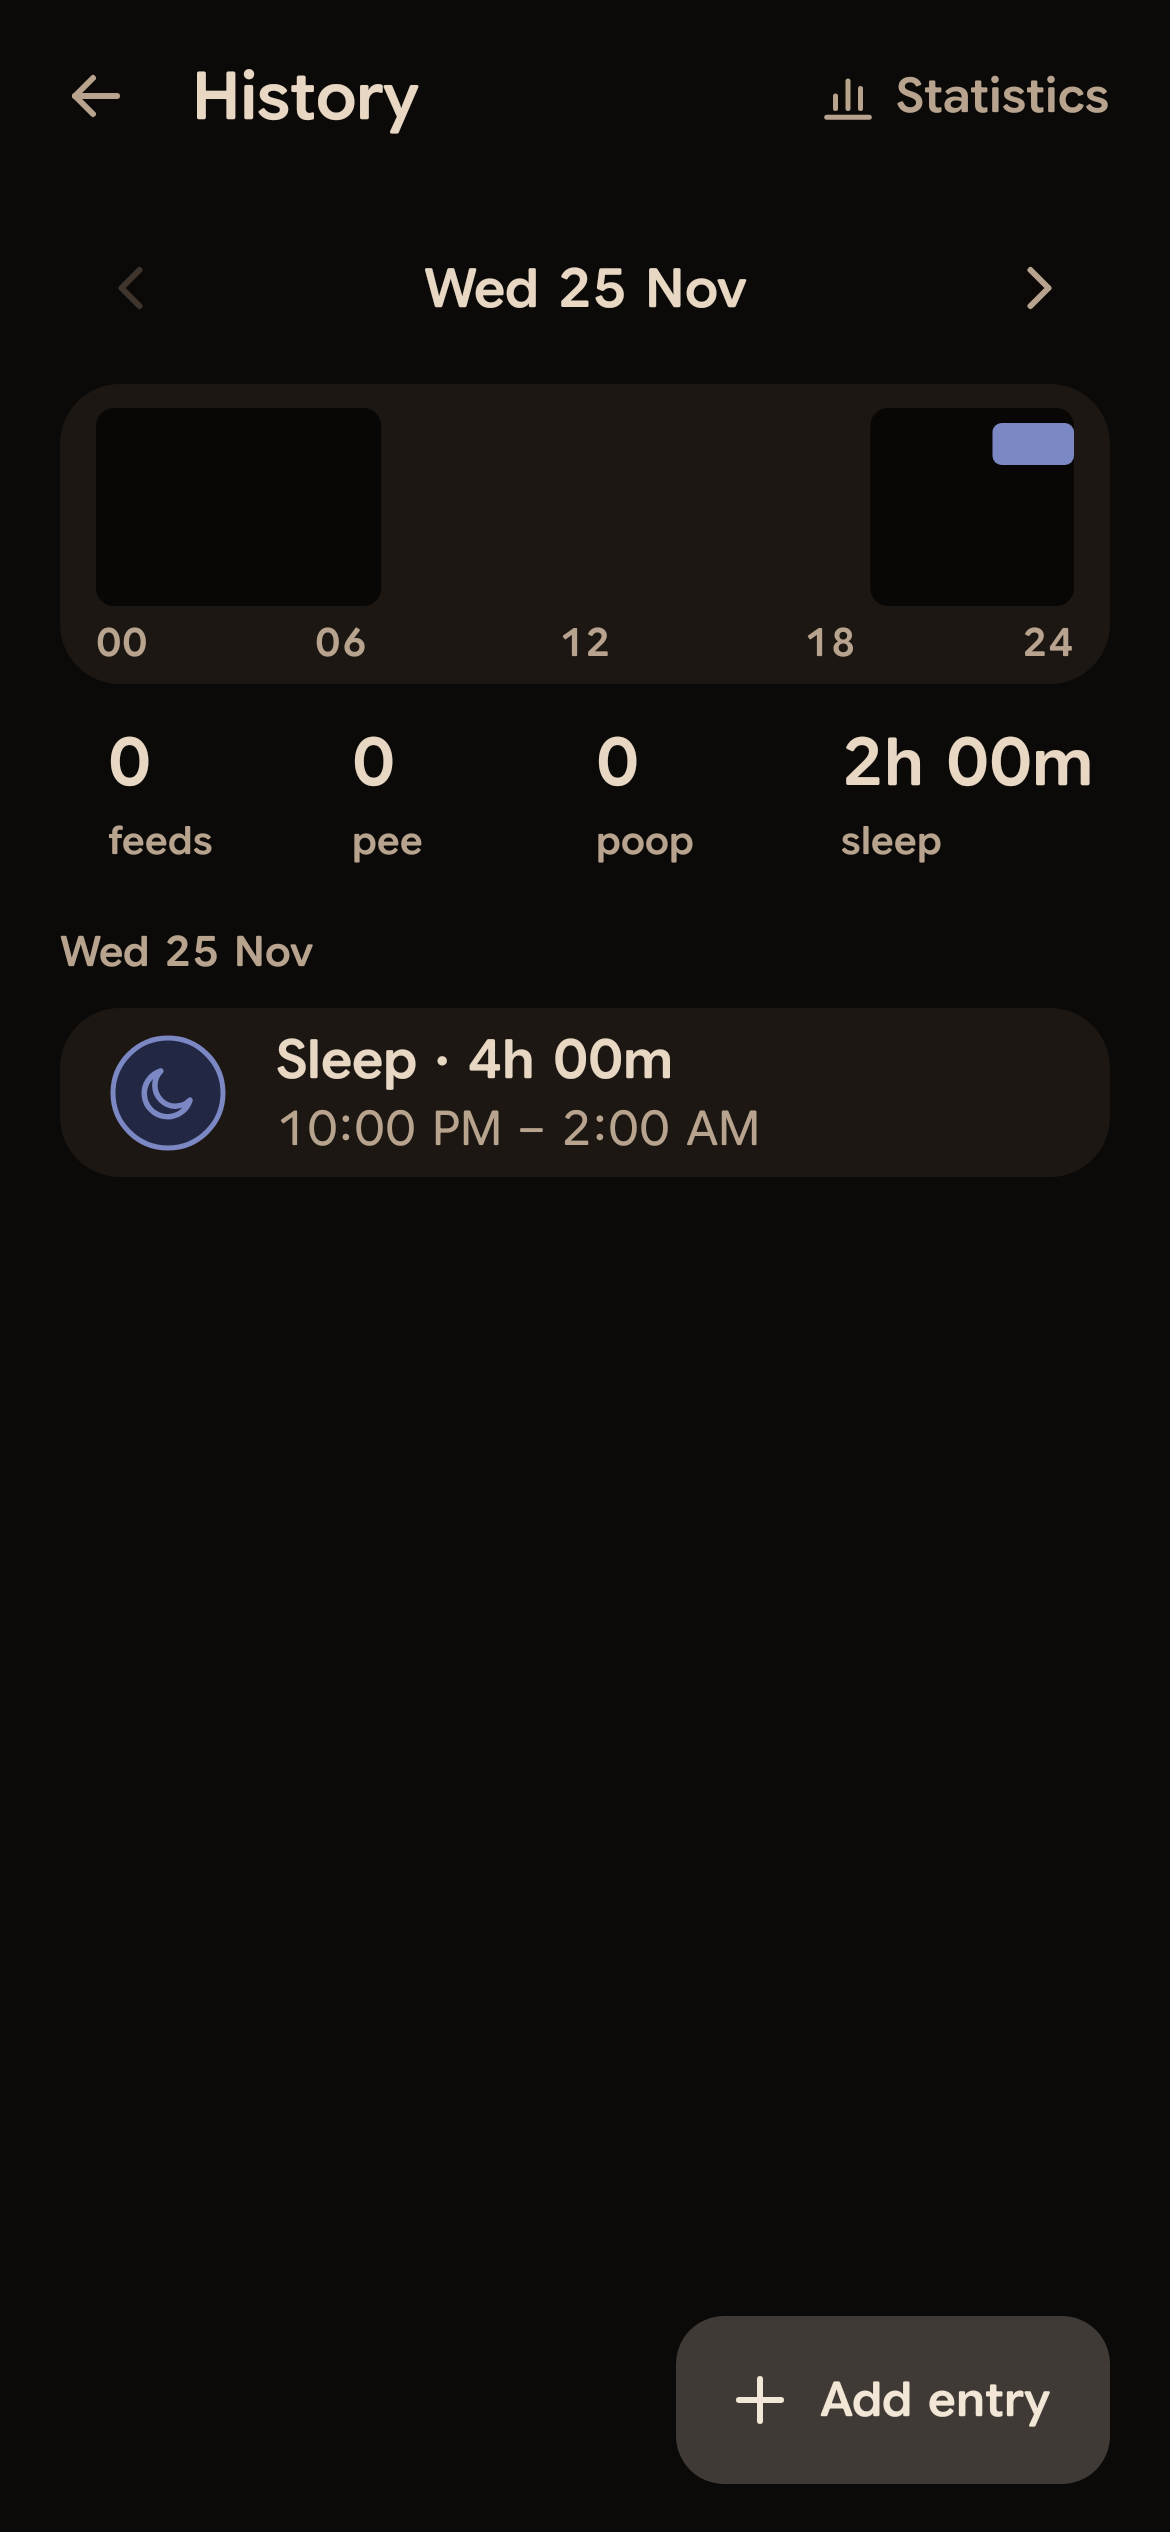 History
Statistics
Wed 25 Nov
00 06 12 18 24
0 0 0 2h 00m
feeds pee poop sleep
Wed 25 Nov
Sleep · 4h 00m
10:00 PM – 2:00 AM
Add entry